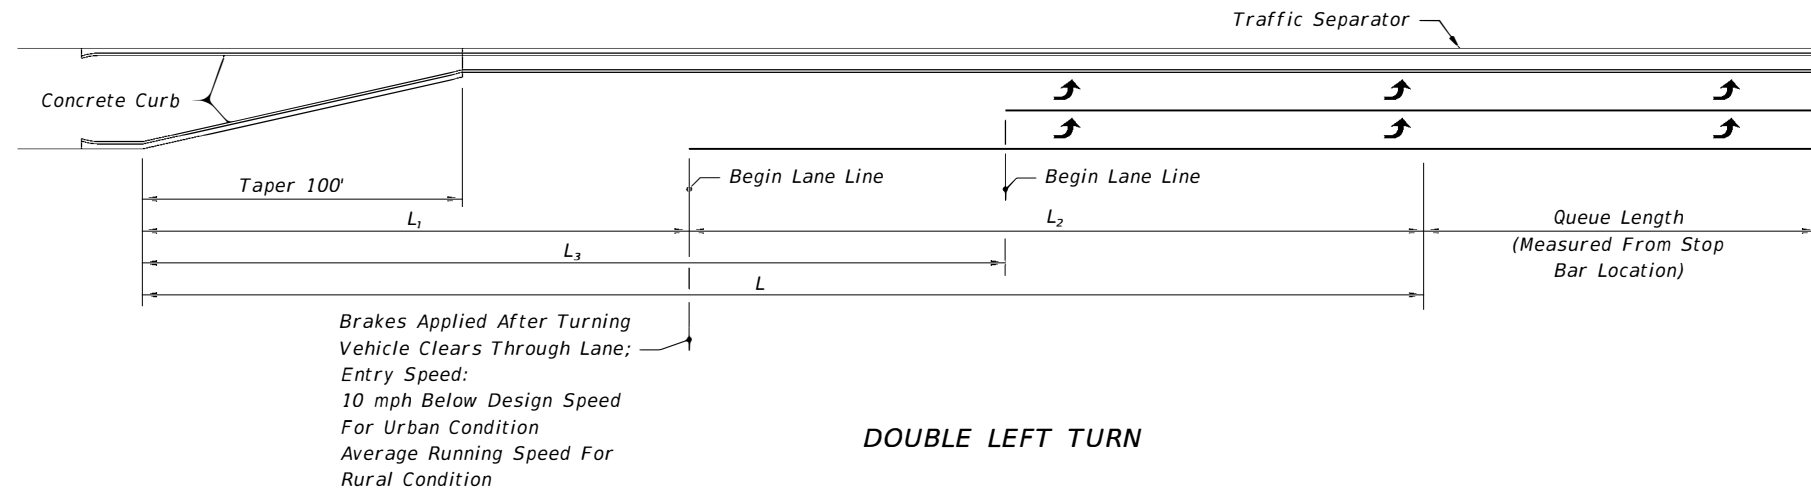 Traffic Separator
Concrete Curb
Taper 100'
Begin Lane Line
Begin Lane Line
L₁
L₂
Queue Length
(Measured From Stop
Bar Location)
L₃
L
Brakes Applied After Turning
Vehicle Clears Through Lane;
Entry Speed:
10 mph Below Design Speed
For Urban Condition
Average Running Speed For
Rural Condition
DOUBLE LEFT TURN